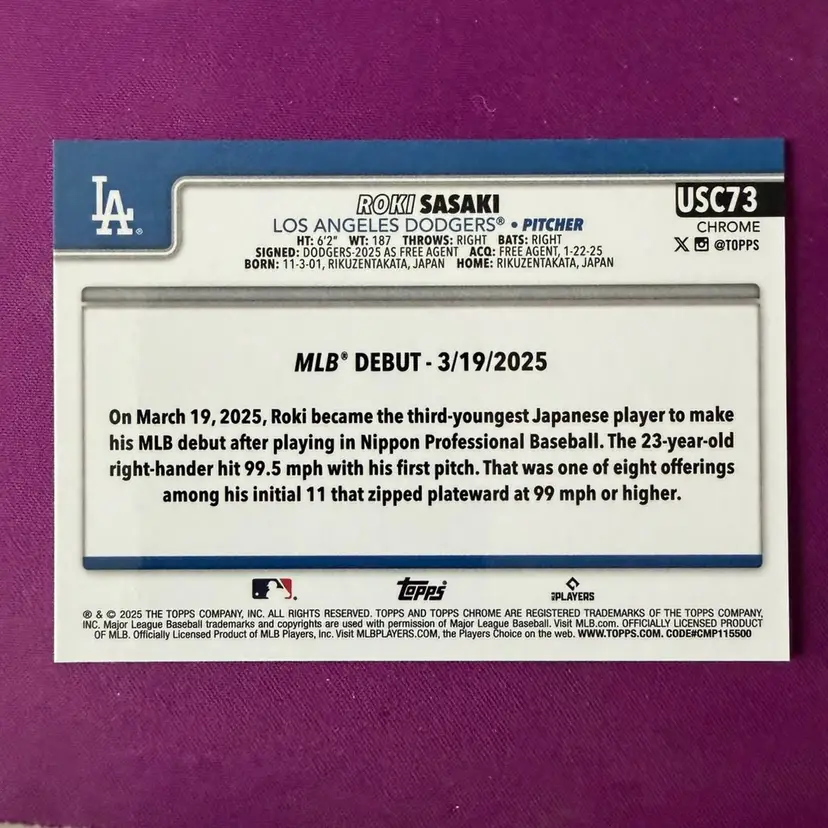 LA
ROKI SASAKI
USC73
LOS ANGELES DODGERS® • PITCHER
CHROME
HT: 6'2" WT: 187 THROWS: RIGHT BATS: RIGHT
X @TOPPS
SIGNED: DODGERS-2025 AS FREE AGENT ACQ: FREE AGENT, 1-22-25
BORN: 11-3-01, RIKUZENTAKATA, JAPAN HOME: RIKUZENTAKATA, JAPAN
MLB® DEBUT - 3/19/2025
On March 19, 2025, Roki became the third-youngest Japanese player to make
his MLB debut after playing in Nippon Professional Baseball. The 23-year-old
right-hander hit 99.5 mph with his first pitch. That was one of eight offerings
among his initial 11 that zipped plateward at 99 mph or higher.
Topps
MLB PLAYERS
® & © 2025 THE TOPPS COMPANY, INC. ALL RIGHTS RESERVED. TOPPS AND TOPPS CHROME ARE REGISTERED TRADEMARKS OF THE TOPPS COMPANY,
INC. Major League Baseball trademarks and copyrights are used with permission of Major League Baseball. Visit MLB.com. OFFICIALLY LICENSED PRODUCT
OF MLB. Officially Licensed Product of MLB Players, Inc. Visit MLBPLAYERS.COM, the Players Choice on the web. WWW.TOPPS.COM. CODE#CMP115500